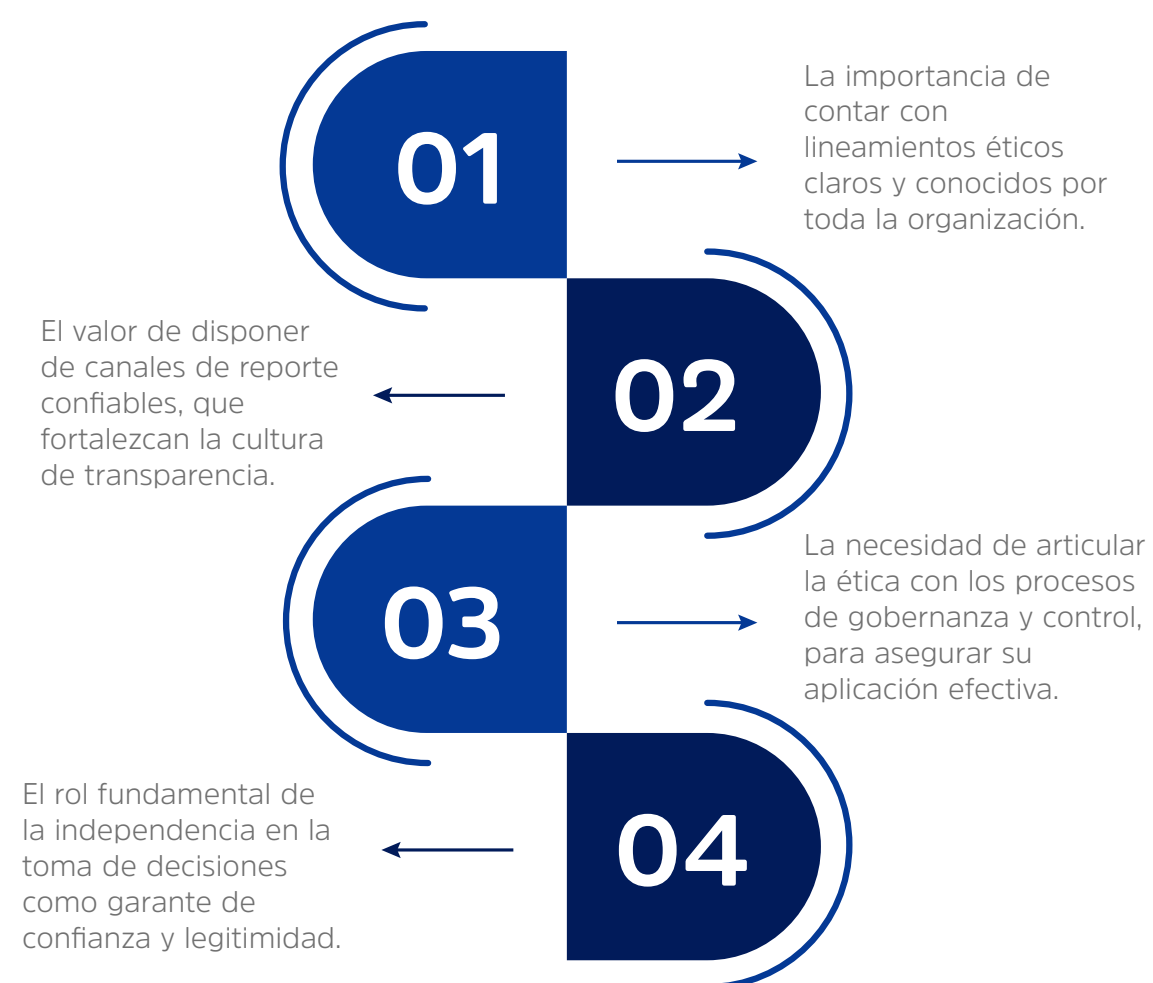 01
La importancia de
contar con
lineamientos éticos
claros y conocidos por
toda la organización.
02
El valor de disponer
de canales de reporte
confiables, que
fortalezcan la cultura
de transparencia.
03
La necesidad de articular
la ética con los procesos
de gobernanza y control,
para asegurar su
aplicación efectiva.
04
El rol fundamental de
la independencia en la
toma de decisiones
como garante de
confianza y legitimidad.